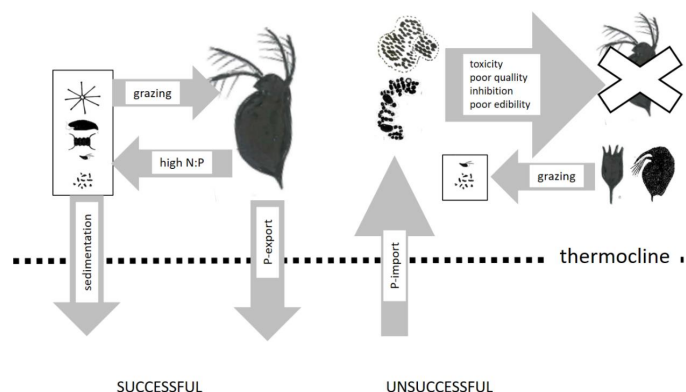 grazing
high N:P
sedimentation
P-export
toxicity
poor quallity
inhibition
poor edibility
grazing
P-import
thermocline
SUCCESSFUL
UNSUCCESSFUL